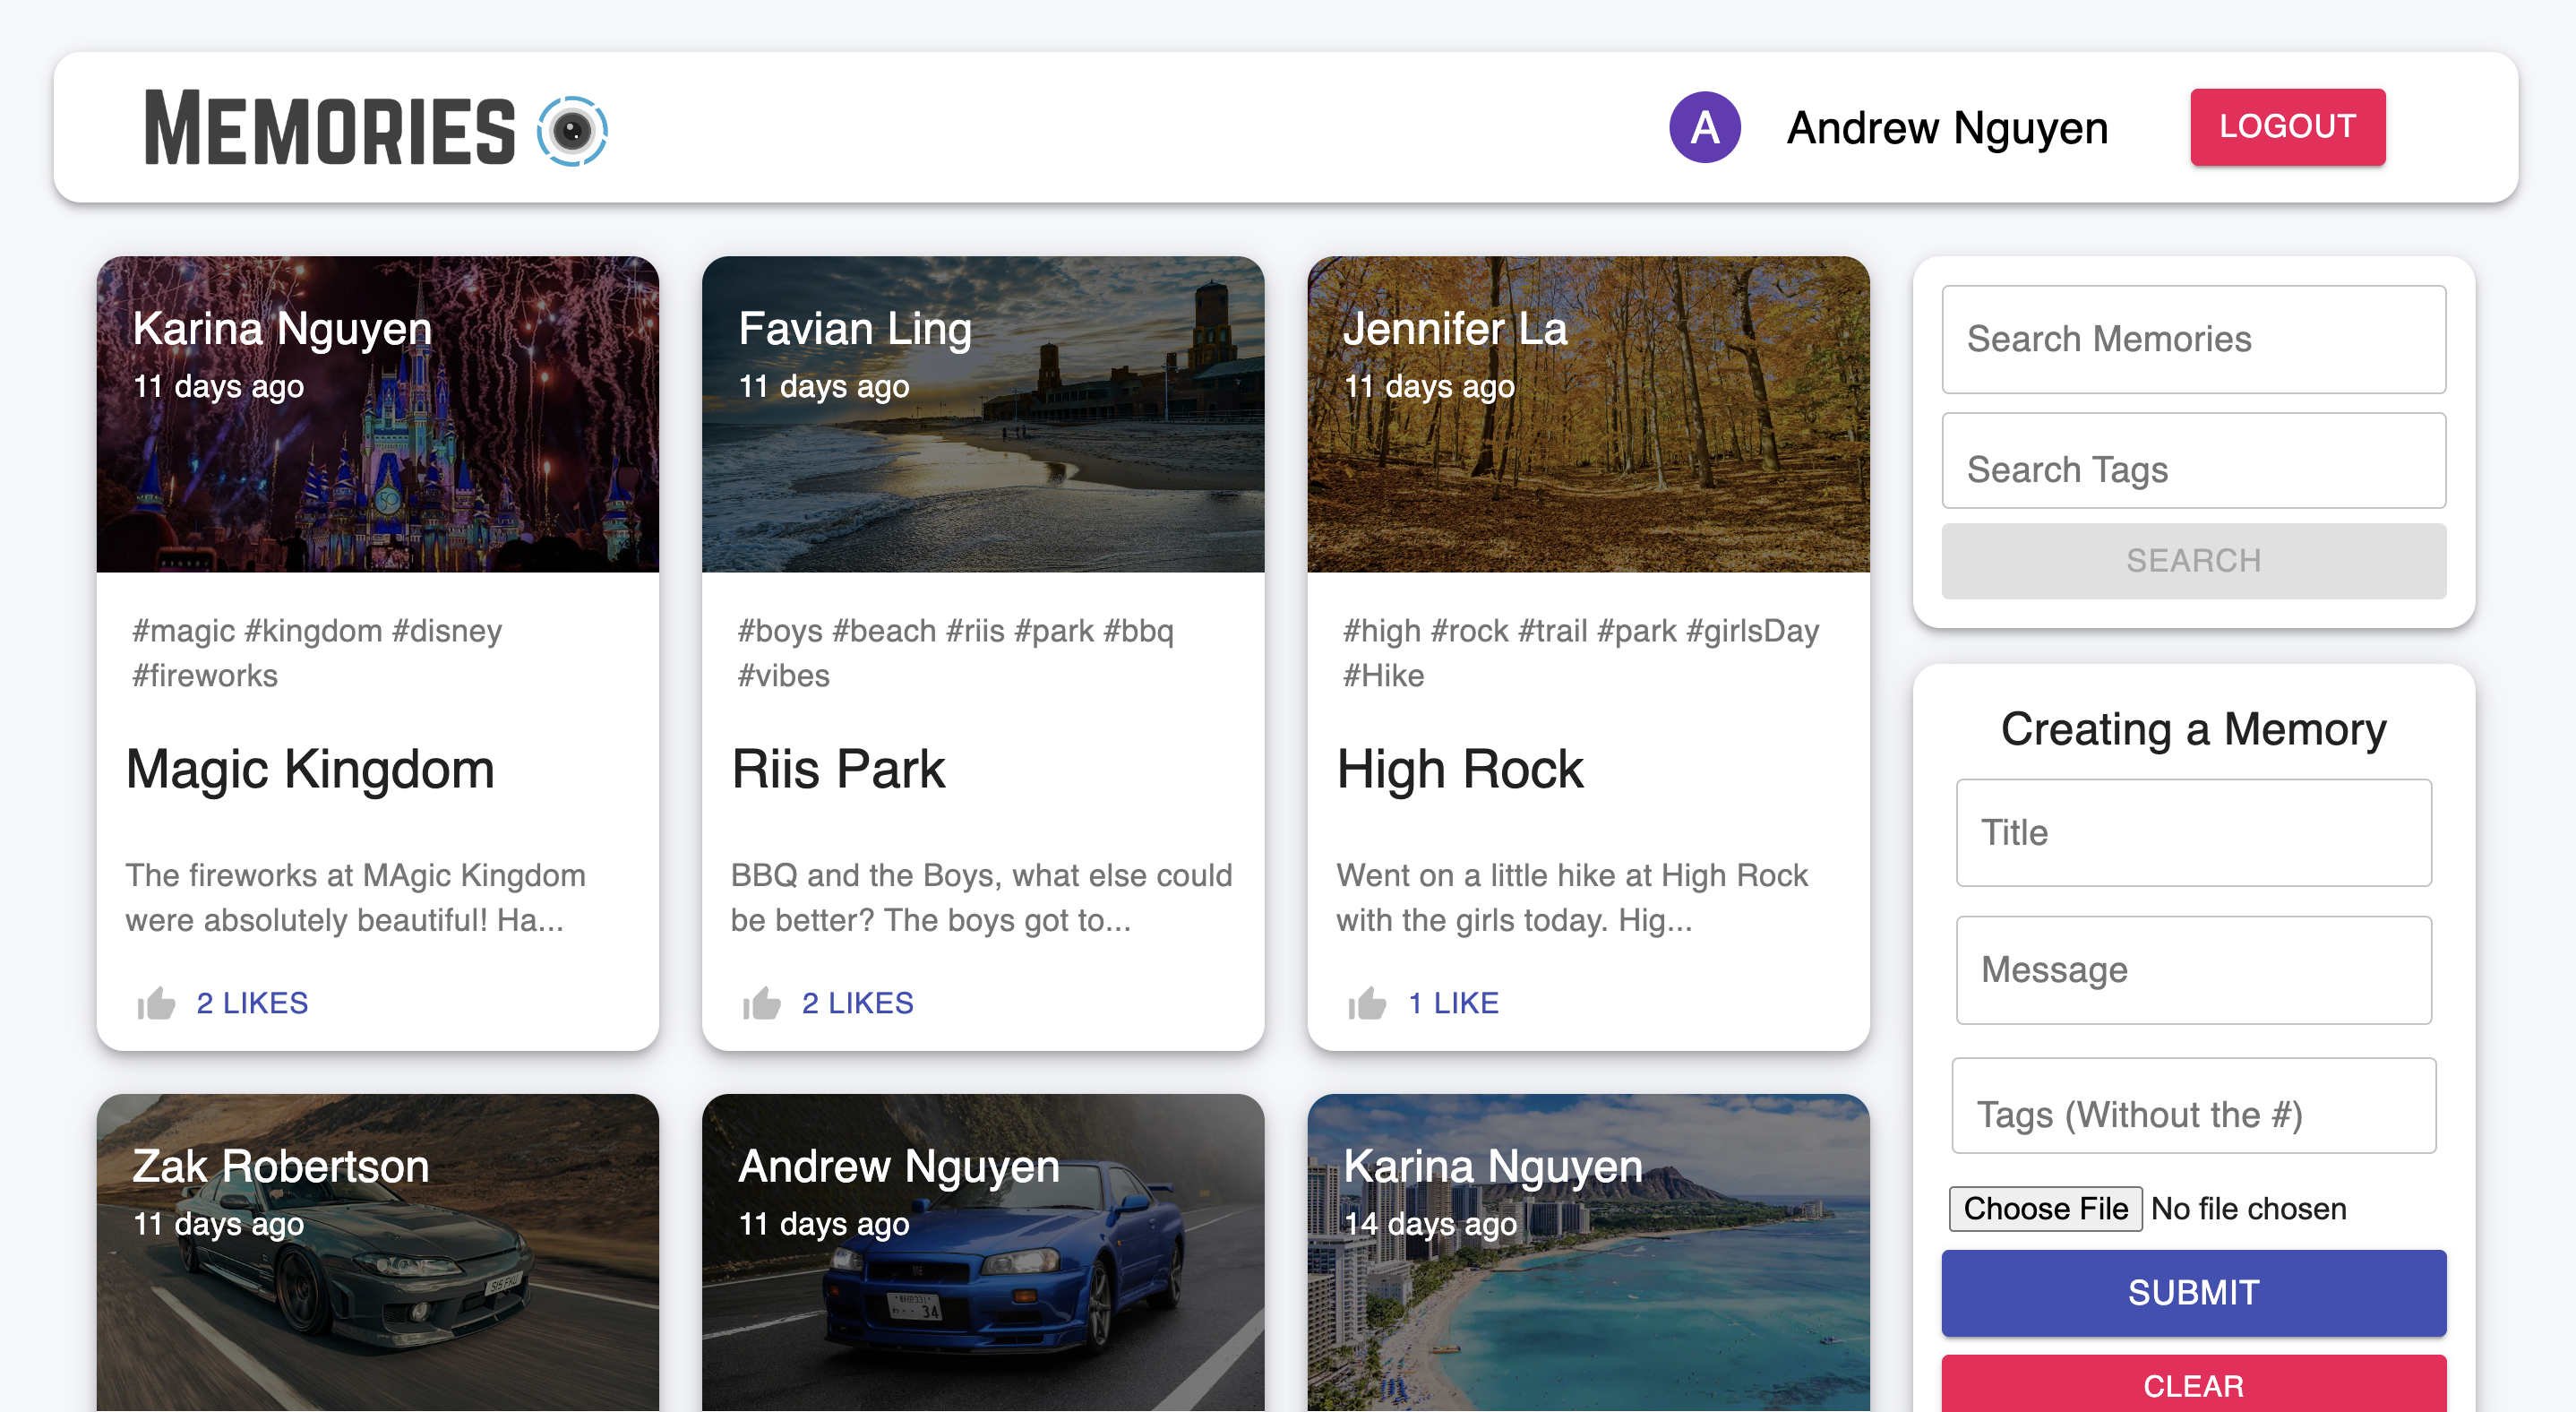 MEMORIES
A Andrew Nguyen LOGOUT
Karina Nguyen
11 days ago
50
#magic #kingdom #disney
#fireworks
Magic Kingdom
The fireworks at MAgic Kingdom
were absolutely beautiful! Ha...
2 LIKES
Favian Ling
11 days ago
#boys #beach #riis #park #bbq
#vibes
Riis Park
BBQ and the Boys, what else could
be better? The boys got to...
2 LIKES
Jennifer La
11 days ago
#high #rock #trail #park #girlsDay
#Hike
High Rock
Went on a little hike at High Rock
with the girls today. Hig...
1 LIKE
Zak Robertson
11 days ago
Andrew Nguyen
11 days ago
34
Karina Nguyen
14 days ago
Search Memories
Search Tags
SEARCH
Creating a Memory
Title
Message
Tags (Without the #)
Choose File No file chosen
SUBMIT
CLEAR